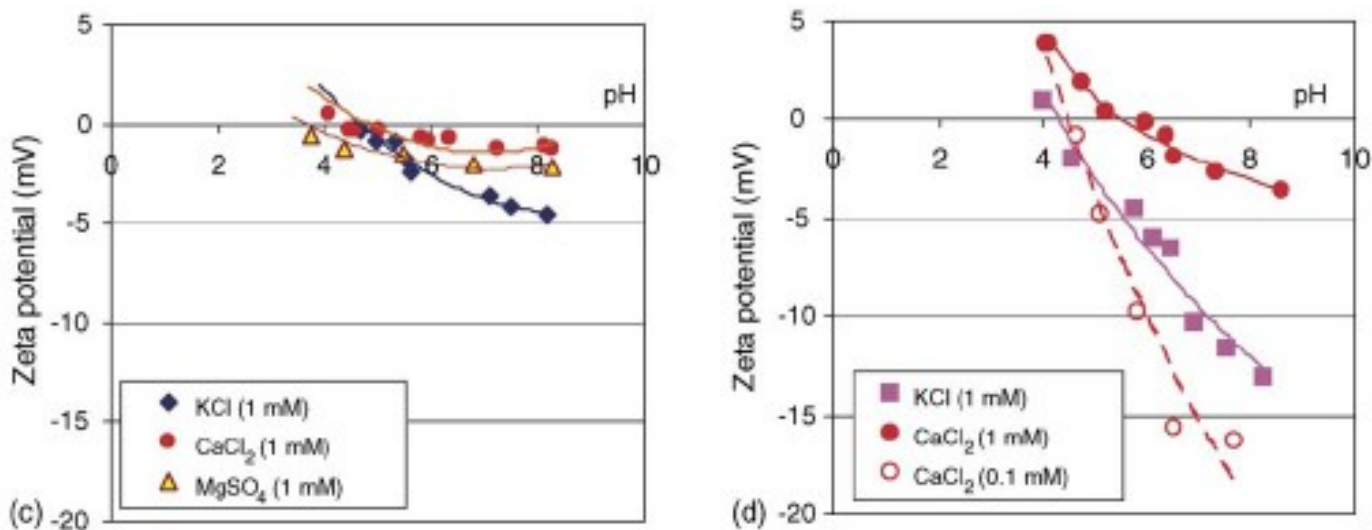 5
0
-5
-10
-15
-20
0
2
4
6
8
10
pH
Zeta potential (mV)
KCl (1 mM)
CaCl2 (1 mM)
MgSO4 (1 mM)
(c)
5
0
-5
-10
-15
-20
0
2
4
6
8
10
pH
Zeta potential (mV)
KCl (1 mM)
CaCl2 (1 mM)
CaCl2 (0.1 mM)
(d)